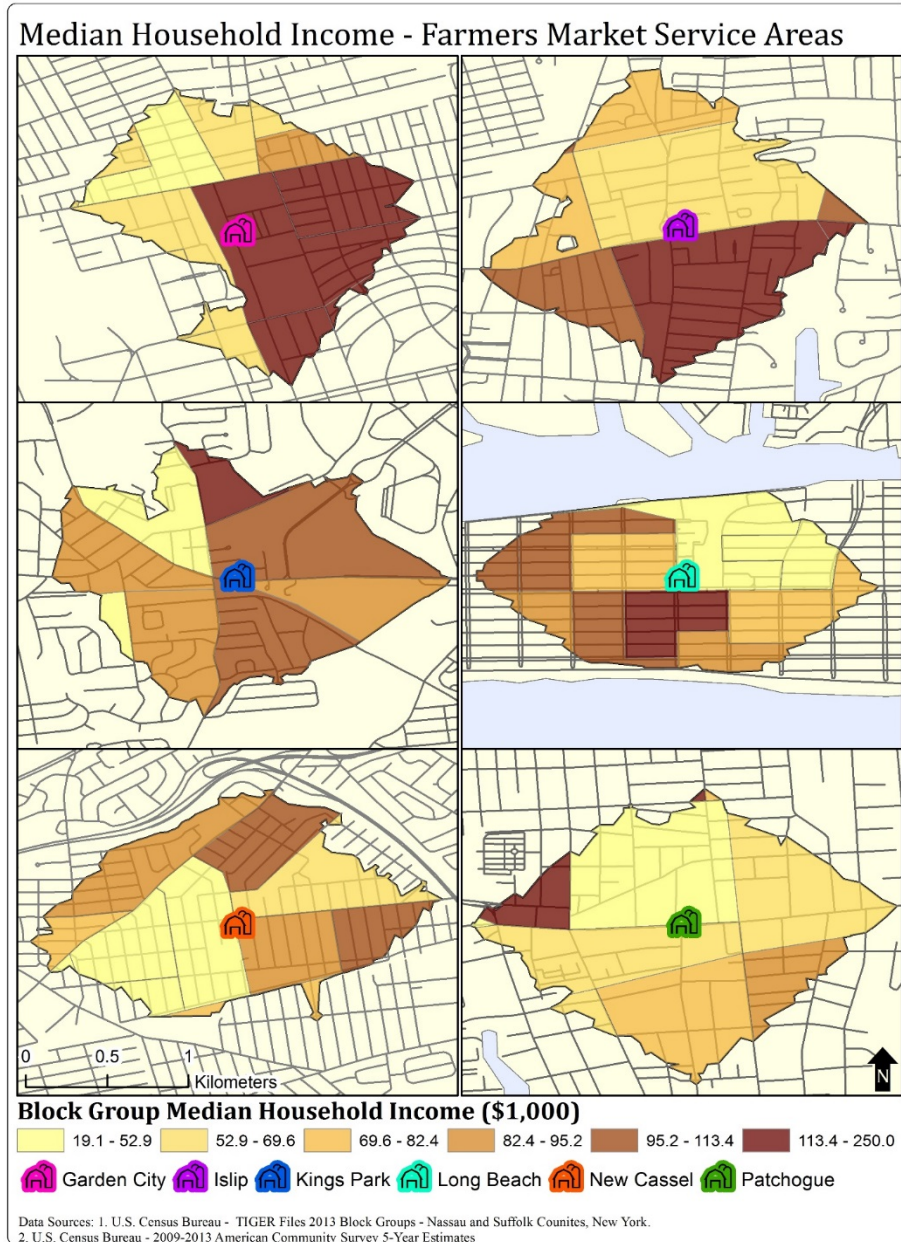 Median Household Income - Farmers Market Service Areas
0 0.5 1
Kilometers
N
Block Group Median Household Income ($1,000)
19.1 - 52.9 52.9 - 69.6 69.6 - 82.4 82.4 - 95.2 95.2 - 113.4 113.4 - 250.0
Garden City Islip Kings Park Long Beach New Cassel Patchogue
Data Sources: 1. U.S. Census Bureau - TIGER Files 2013 Block Groups - Nassau and Suffolk Counites, New York.
2. U.S. Census Bureau - 2009-2013 American Community Survey 5-Year Estimates